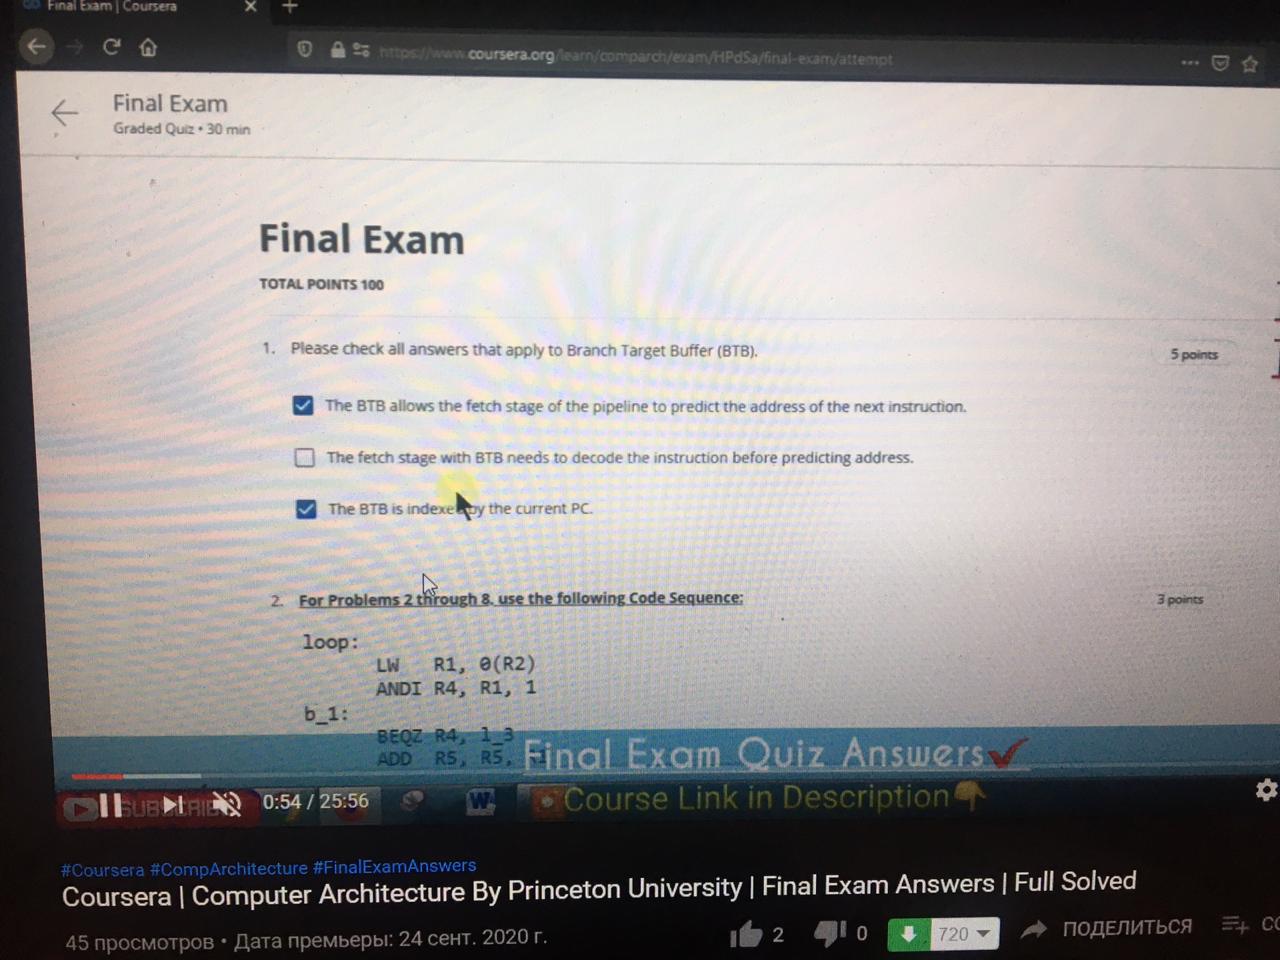 Final Exam | Coursera
https://www.coursera.org/learn/comparch/exam/HPdSa/final-exam/attempt
Final Exam
Graded Quiz • 30 min
Final Exam
TOTAL POINTS 100
1. Please check all answers that apply to Branch Target Buffer (BTB).
5 points
The BTB allows the fetch stage of the pipeline to predict the address of the next instruction.
The fetch stage with BTB needs to decode the instruction before predicting address.
The BTB is indexed by the current PC.
2. For Problems 2 through 8, use the following Code Sequence:
3 points
loop:
LW R1, 0(R2)
ANDI R4, R1, 1
b_1:
BEQZ R4, l_3
ADD R5, R5,
Final Exam Quiz Answers
SUBSCRIBE
0:54 / 25:56
W
Course Link in Description
#Coursera #CompArchitecture #FinalExamAnswers
Coursera | Computer Architecture By Princeton University | Final Exam Answers | Full Solved
45 просмотров • Дата премьеры: 24 сент. 2020 г.
2
0
720
ПОДЕЛИТЬСЯ